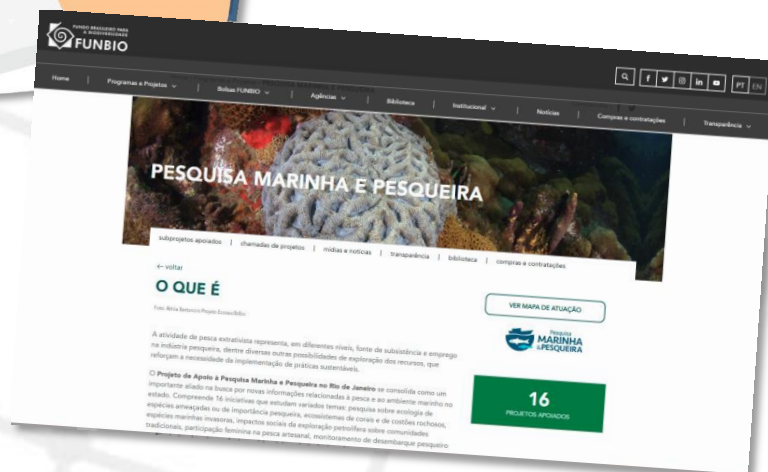 FUNDO BRASILEIRO PARA
A BIODIVERSIDADE
FUNBIO
PT EN
Home | Programas e Projetos | Bolsas FUNBIO | Agências | Biblioteca | Institucional | Notícias | Compras e contratações | Transparência
PESQUISA MARINHA E PESQUEIRA
subprojetos apoiados | chamadas de projetos | mídias e notícias | transparência | biblioteca | compras e contratações
← voltar
O QUE É
VER MAPA DE ATUAÇÃO
Pesquisa
MARINHA
&PESQUEIRA
A atividade de pesca extrativista representa, em diferentes níveis, fonte de subsistência e emprego
na indústria pesqueira, dentre diversas outras possibilidades de exploração dos recursos, que
reforçam a necessidade da implementação de práticas sustentáveis.
O Projeto de Apoio à Pesquisa Marinha e Pesqueira no Rio de Janeiro se consolida como um
importante aliado na busca por novas informações relacionadas à pesca e ao ambiente marinho no
estado. Compreende 16 iniciativas que estudam variados temas: pesquisa sobre ecologia de
espécies ameaçadas ou de importância pesqueira, ecossistemas de corais e de costões rochosos,
espécies marinhas invasoras, impactos sociais da exploração petrolífera sobre comunidades
tradicionais, participação feminina na pesca artesanal, monitoramento de desembarque pesqueiro
16
PROJETOS APOIADOS